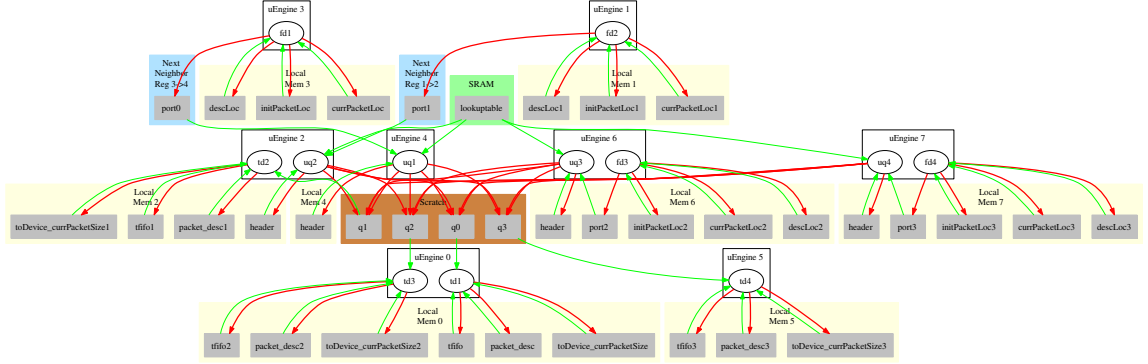 uEngine 3
uEngine 1
fd1
fd2
Next
Neighbor
Reg 3->4
Local
Mem 3
Next
Neighbor
Reg 1->2
SRAM
Local
Mem 1
port0
descLoc
initPacketLoc
currPacketLoc
port1
lookuptable
descLoc1
initPacketLoc1
currPacketLoc1
uEngine 2
uEngine 4
uEngine 6
uEngine 7
td2
uq2
uq1
uq3
fd3
uq4
fd4
Local
Mem 2
Local
Mem 4
Scratch
Local
Mem 6
Local
Mem 7
toDevice_currPacketSize1
tfifo1
packet_desc1
header
header
q1
q2
q0
q3
header
port2
initPacketLoc2
currPacketLoc2
descLoc2
header
port3
initPacketLoc3
currPacketLoc3
descLoc3
uEngine 0
uEngine 5
td3
td1
td4
Local
Mem 0
Local
Mem 5
tfifo2
packet_desc2
toDevice_currPacketSize2
tfifo
packet_desc
toDevice_currPacketSize
tfifo3
packet_desc3
toDevice_currPacketSize3